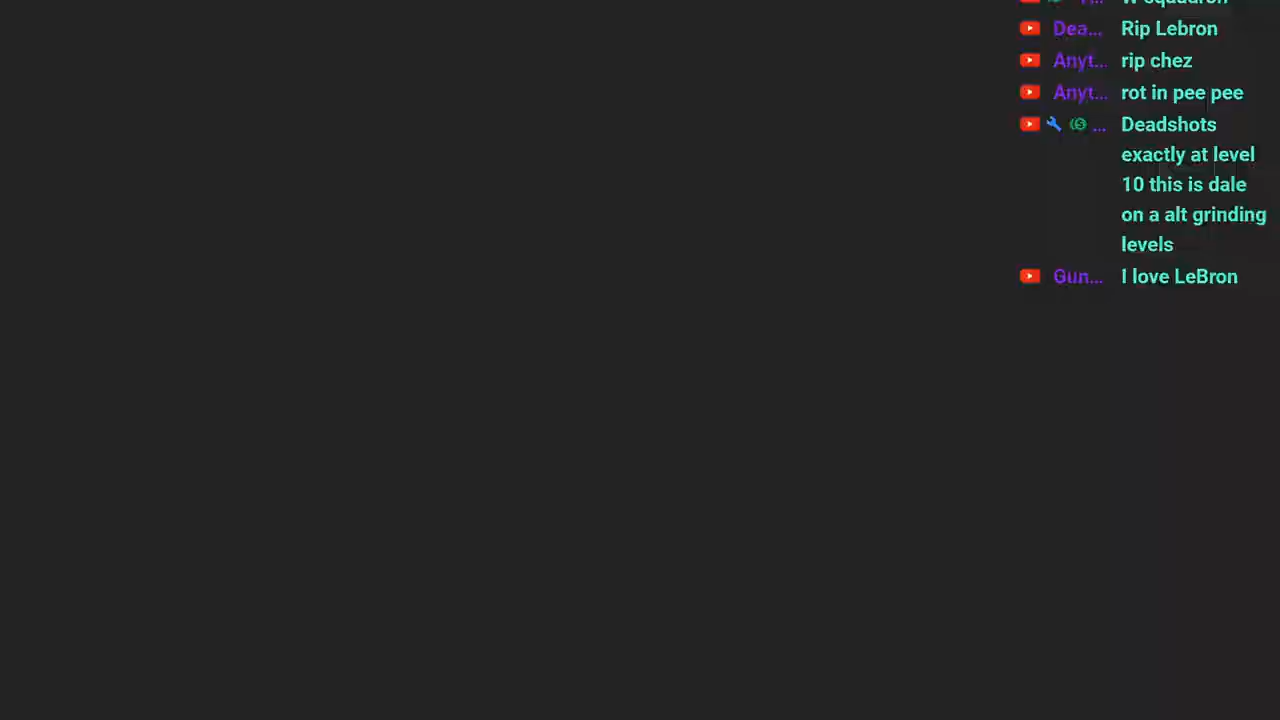 W squadron
Dea... Rip Lebron
Anyt... rip chez
Anyt... rot in pee pee
... Deadshots
exactly at level
10 this is dale
on a alt grinding
levels
Gun... I love LeBron